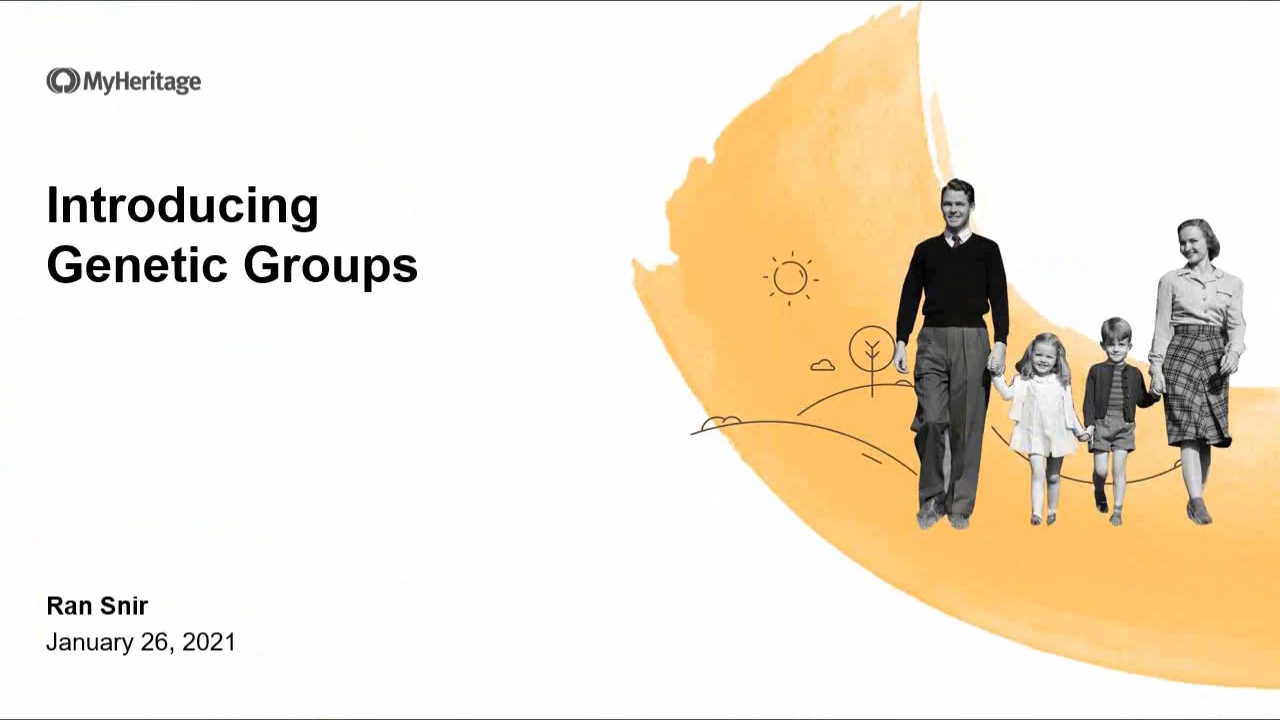 MyHeritage
Introducing
Genetic Groups
Ran Snir
January 26, 2021